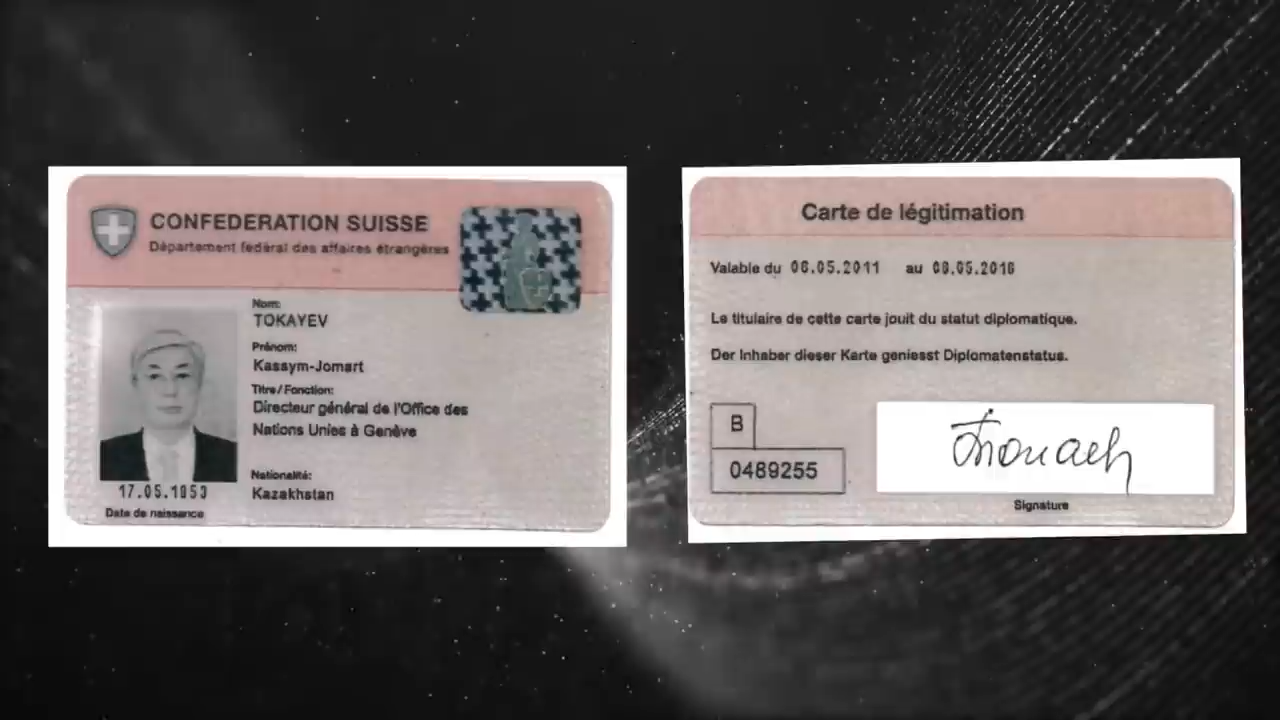 CONFEDERATION SUISSE
Département fédéral des affaires étrangères
Nom:
TOKAYEV
Prénom:
Kassym-Jomart
Titre/Fonction:
Directeur général de l'Office des
Nations Unies à Genève
Nationalité:
Kazakhstan
17.05.1953
Date de naissance
Carte de légitimation
Valable du 06.05.2011 au 08.05.2016
Le titulaire de cette carte jouit du statut diplomatique.
Der Inhaber dieser Karte geniesst Diplomatenstatus.
B
0489255
Signature